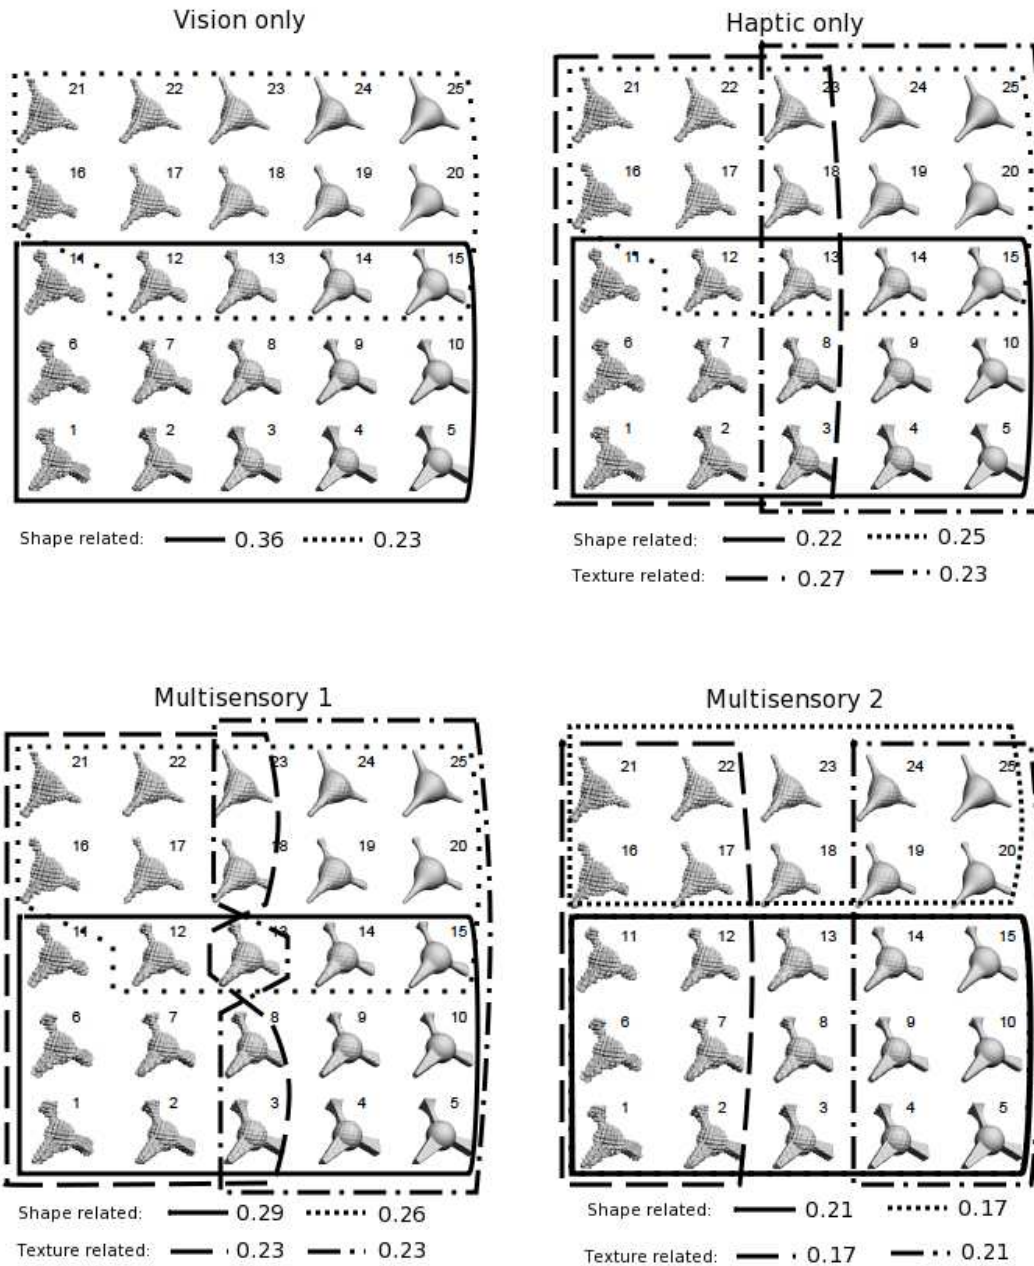 Vision only
21 22 23 24 25
16 17 18 19 20
11 12 13 14 15
6 7 8 9 10
1 2 3 4 5
Shape related: 0.36 0.23
Haptic only
21 22 23 24 25
16 17 18 19 20
11 12 13 14 15
6 7 8 9 10
1 2 3 4 5
Shape related: 0.22 0.25
Texture related: 0.27 0.23
Multisensory 1
21 22 23 24 25
16 17 18 19 20
11 12 13 14 15
6 7 8 9 10
1 2 3 4 5
Shape related: 0.29 0.26
Texture related: 0.23 0.23
Multisensory 2
21 22 23 24 25
16 17 18 19 20
11 12 13 14 15
6 7 8 9 10
1 2 3 4 5
Shape related: 0.21 0.17
Texture related: 0.17 0.21